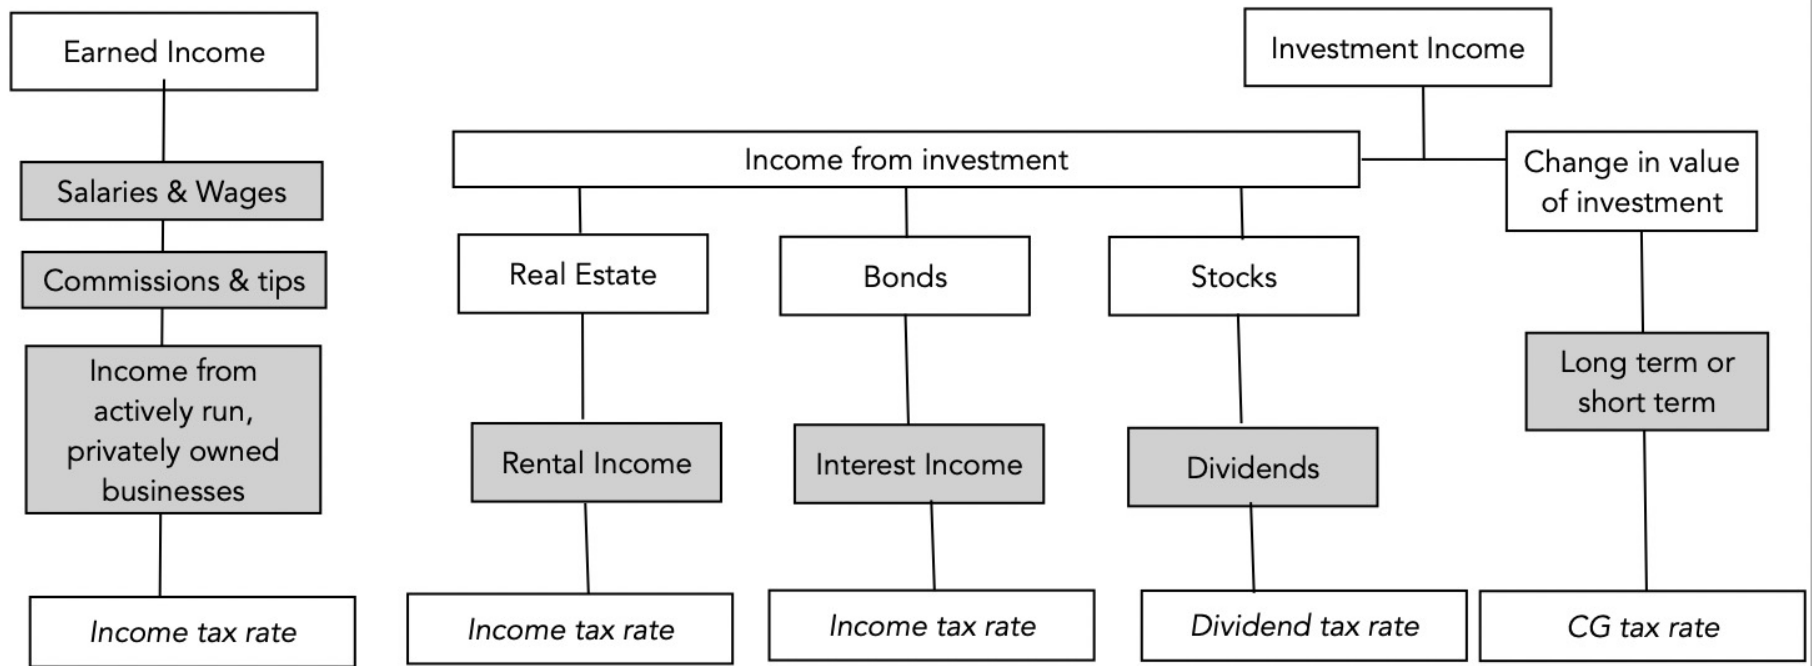 Earned Income
Investment Income
Income from investment
Change in value
of investment
Salaries & Wages
Commissions & tips
Income from
actively run,
privately owned
businesses
Real Estate
Bonds
Stocks
Long term or
short term
Rental Income
Interest Income
Dividends
Income tax rate
Income tax rate
Income tax rate
Dividend tax rate
CG tax rate